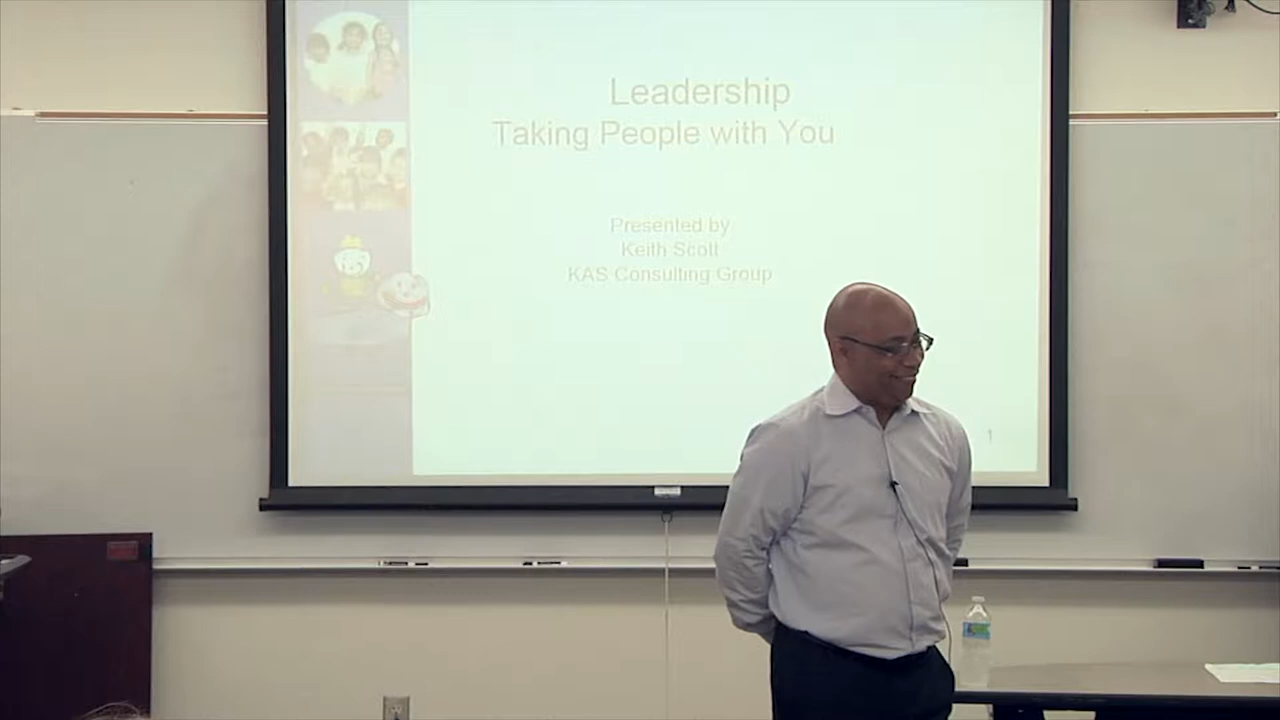 Leadership
Taking People with You
Presented by
Keith Scott
KAS Consulting Group
1